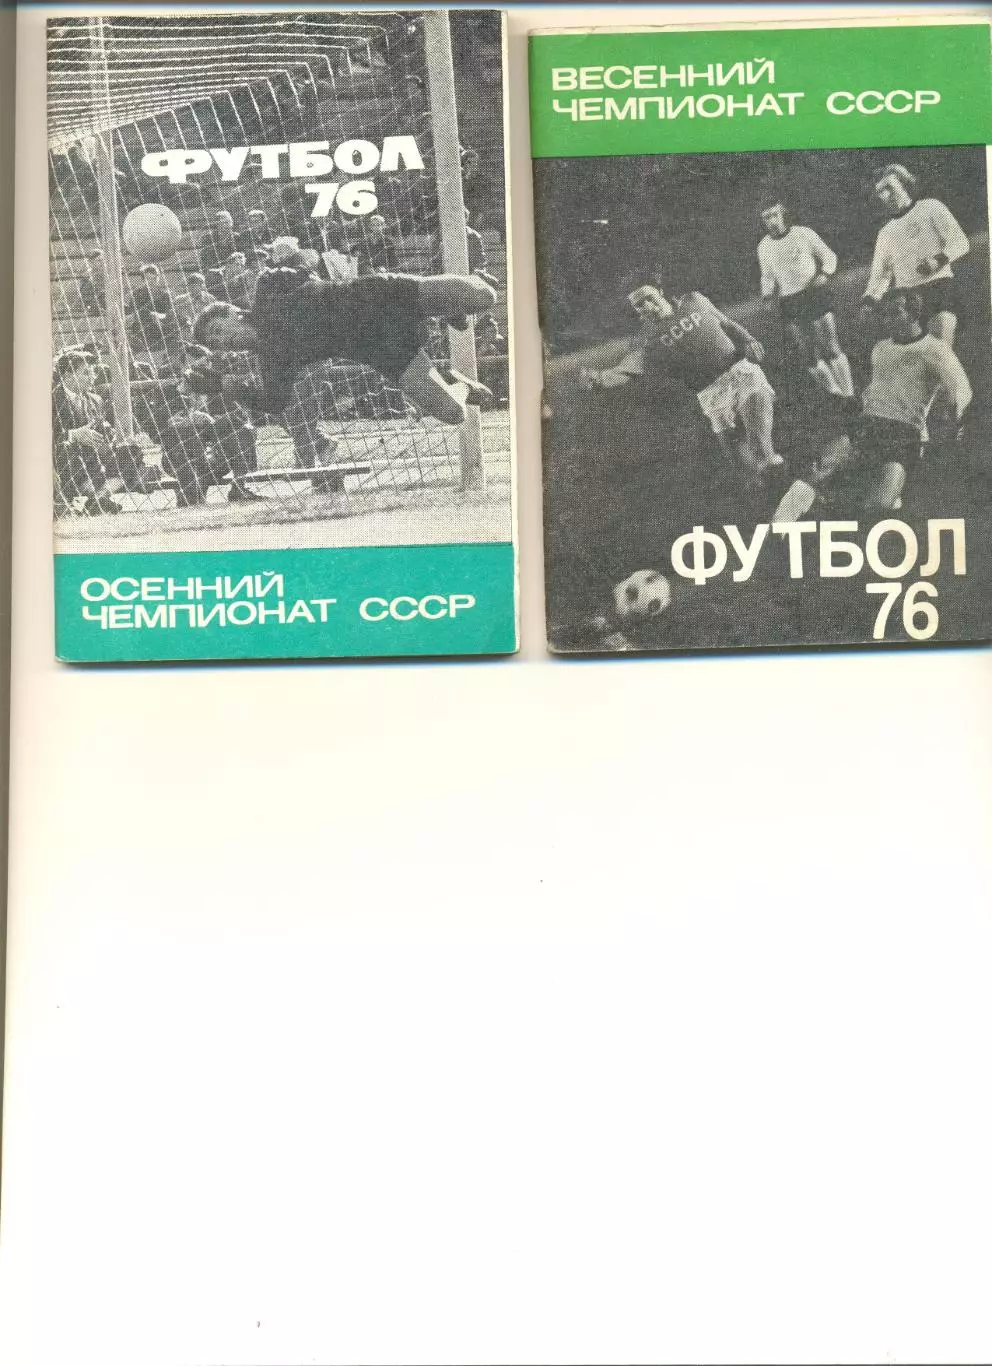 ФУТБОЛ
76
ОСЕННИЙ
ЧЕМПИОНАТ СССР
ВЕСЕННИЙ
ЧЕМПИОНАТ СССР
СССР
ФУТБОЛ
76